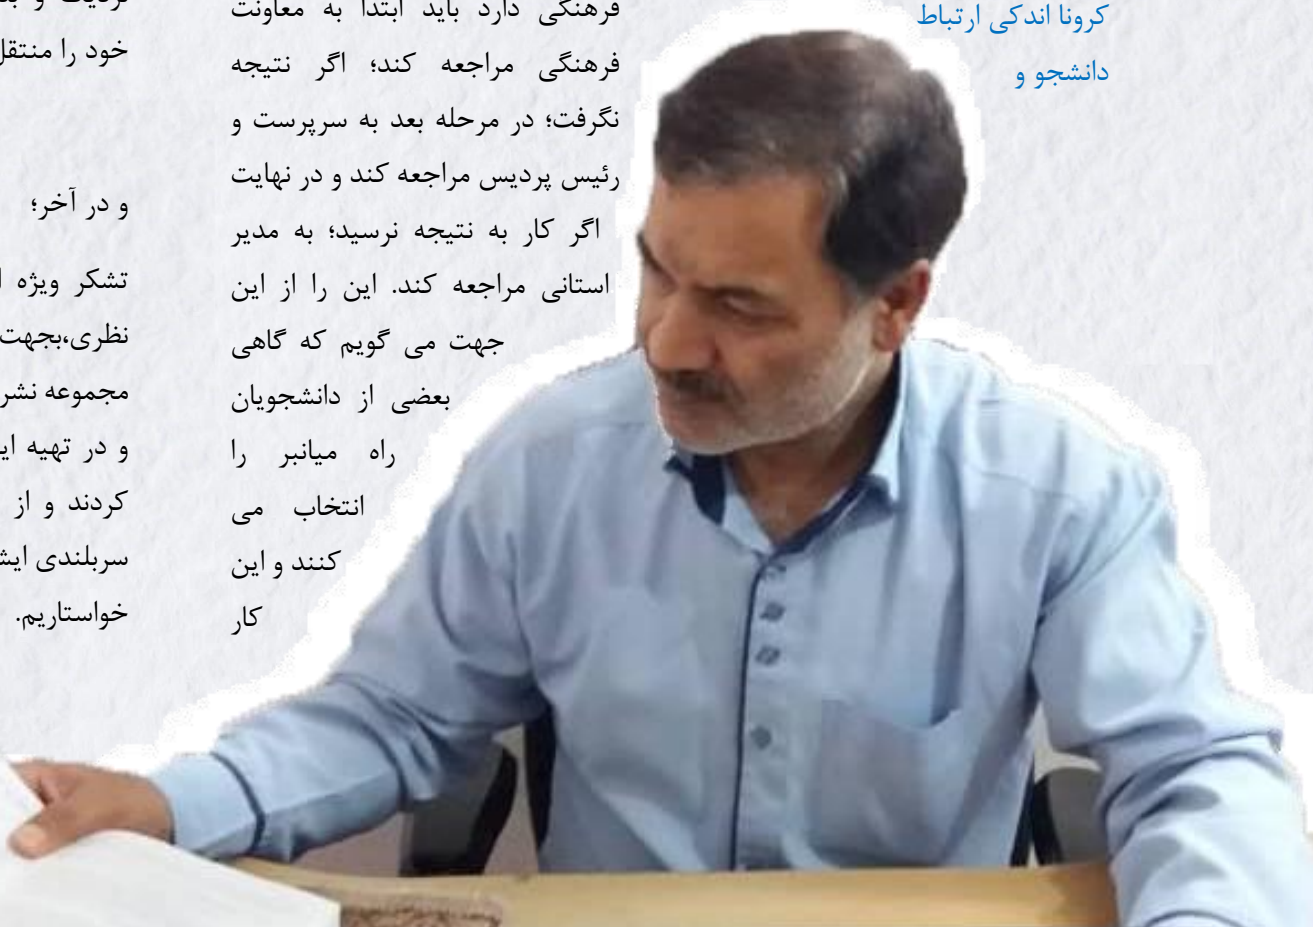 کرونا اندکی ارتباط
دانشجو و
فرهنگی دارد باید ابتدا به معاونت
فرهنگی مراجعه کند؛ اگر نتیجه
نگرفت؛ در مرحله بعد به سرپرست و
رئیس پردیس مراجعه کند و در نهایت
اگر کار به نتیجه نرسید؛ به مدیر
استانی مراجعه کند. این را از این
جهت می گویم که گاهی
بعضی از دانشجویان
راه میانبر را
انتخاب می
کنند و این
کار
خود را منتقل
و در آخر؛
تشکر ویژه
نظری،بجهت
مجموعه نشر
و در تهیه
کردند و از
سربلندی
خواستاریم.